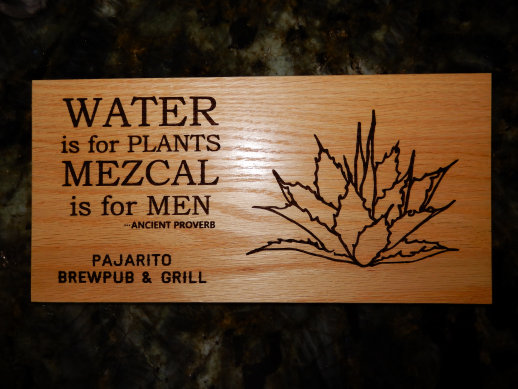 WATER
is for PLANTS
MEZCAL
is for MEN
...ANCIENT PROVERB
PAJARITO
BREWPUB & GRILL